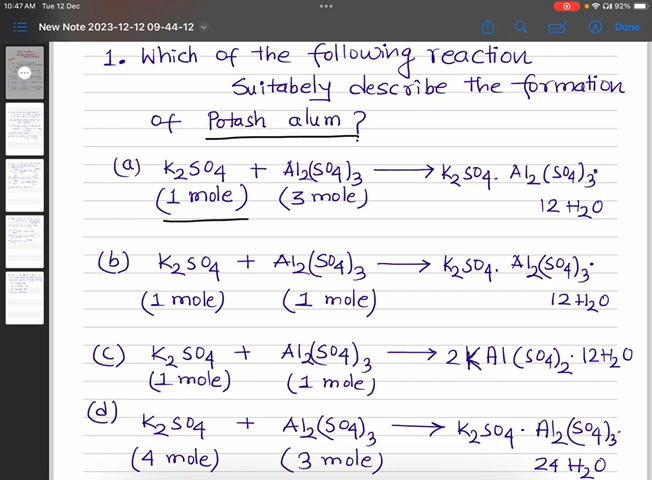 10:47 AM Tue 12 Dec
92%
New Note 2023-12-12 09-44-12
Done
1. Which of the following reaction
Suitabely describe the formation
of Potash alum?
(a) K₂SO₄ + Al₂(SO₄)₃ ⟶ K₂SO₄. Al₂(SO₄)₃.
(1 mole) (3 mole) 12 H₂O
(b) K₂SO₄ + Al₂(SO₄)₃ ⟶ K₂SO₄. Al₂(SO₄)₃.
(1 mole) (1 mole) 12 H₂O
(c) K₂SO₄ + Al₂(SO₄)₃ ⟶ 2KAl(SO₄)₂.12H₂O
(1 mole) (1 mole)
(d) K₂SO₄ + Al₂(SO₄)₃ ⟶ K₂SO₄. Al₂(SO₄)₃.
(4 mole) (3 mole) 24 H₂O